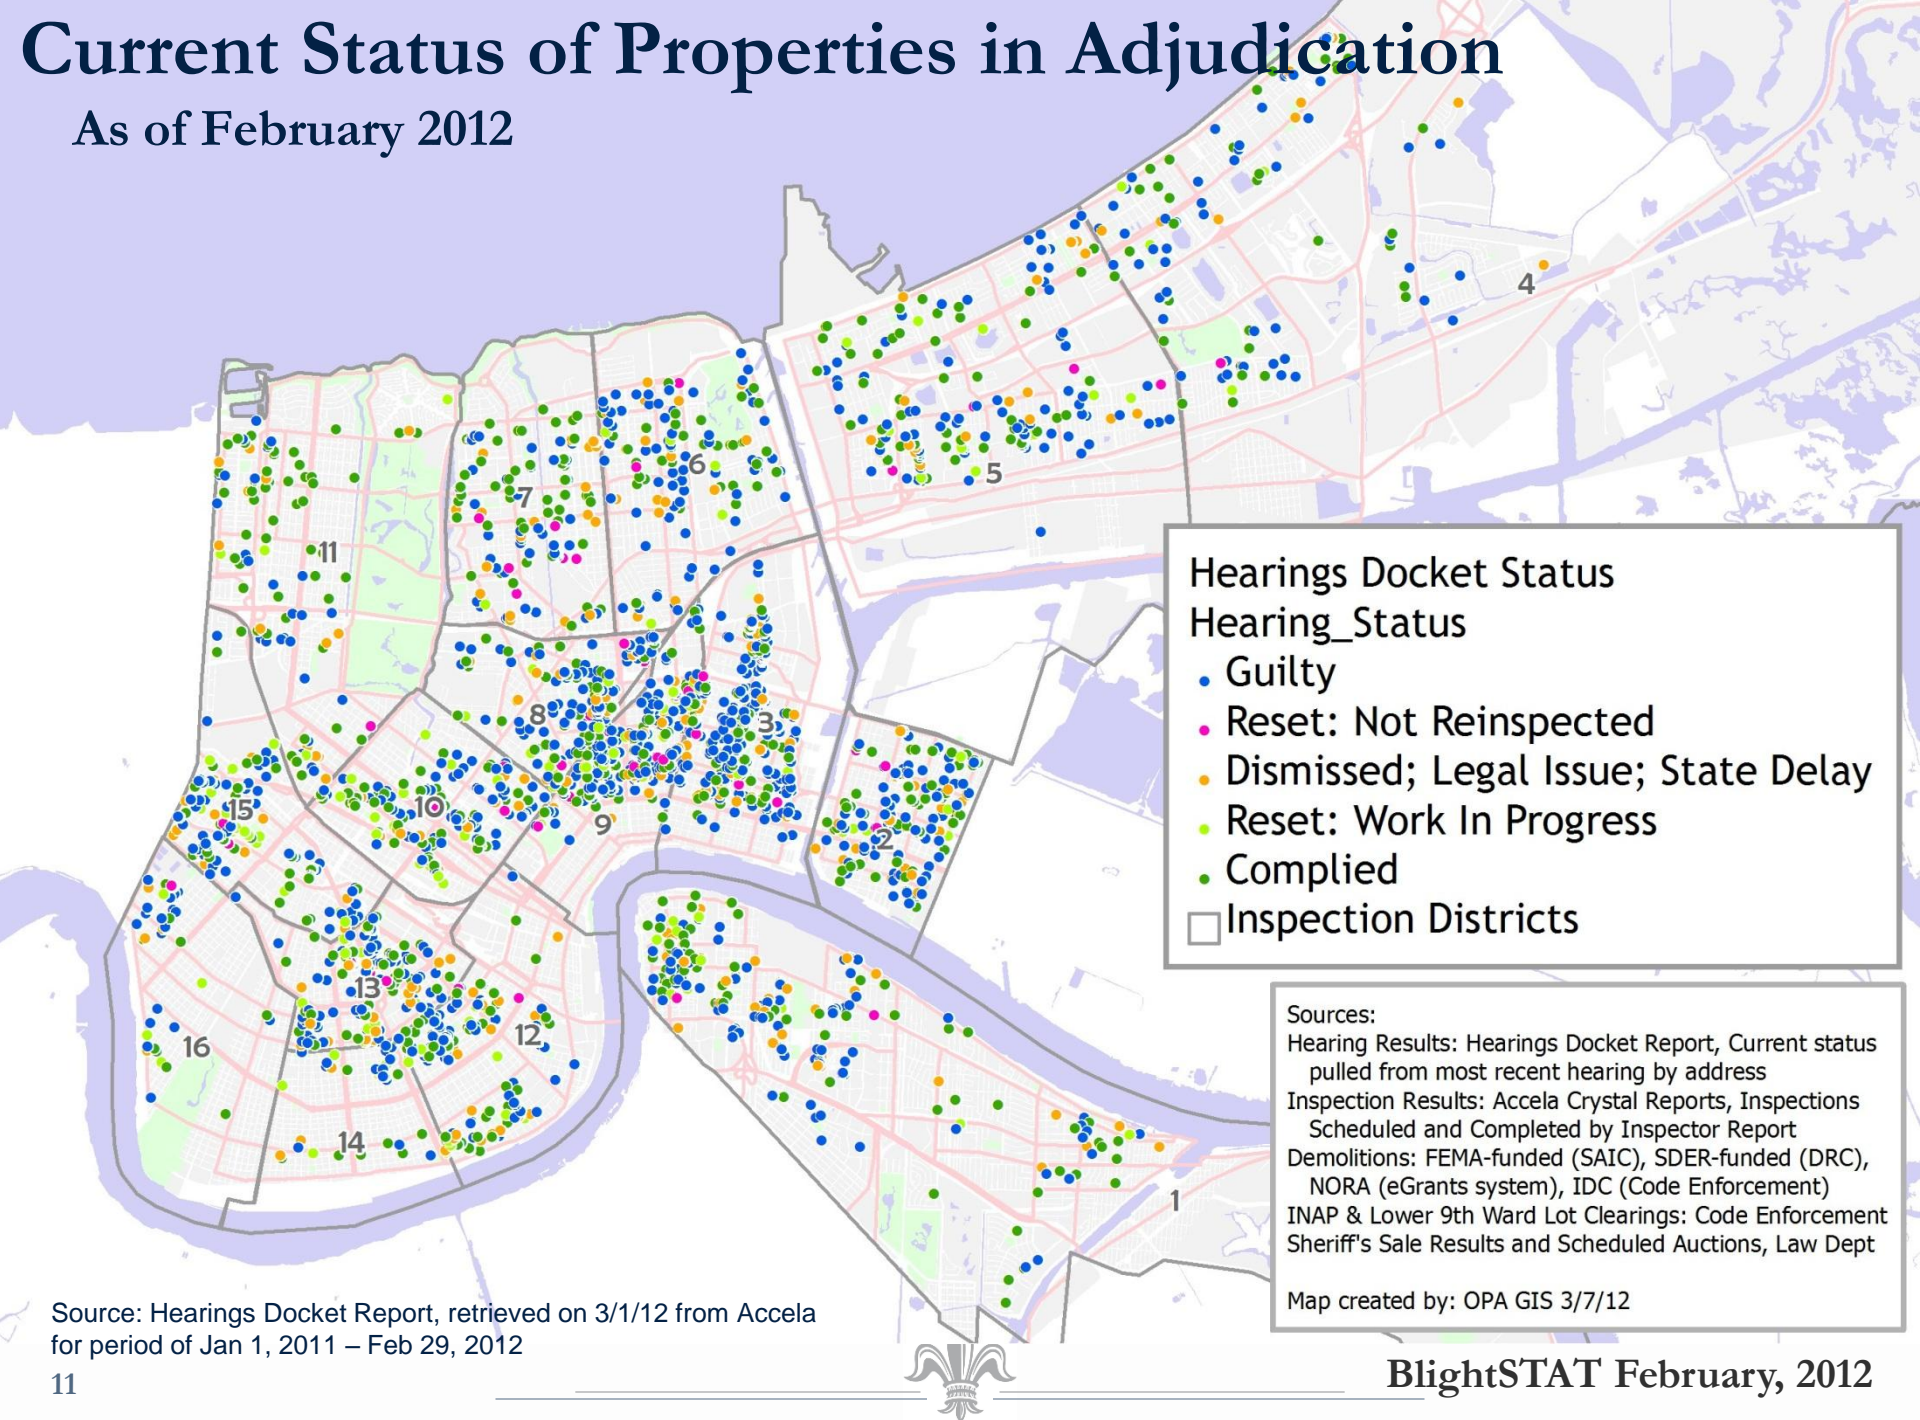 Current Status of Properties in Adjudication
As of February 2012
4
6
5
7
11
8
3
15
10
9
2
13
12
16
14
1
Hearings Docket Status
Hearing_Status
Guilty
Reset: Not Reinspected
Dismissed; Legal Issue; State Delay
Reset: Work In Progress
Complied
Inspection Districts
Sources:
Hearing Results: Hearings Docket Report, Current status
pulled from most recent hearing by address
Inspection Results: Accela Crystal Reports, Inspections
Scheduled and Completed by Inspector Report
Demolitions: FEMA-funded (SAIC), SDER-funded (DRC),
NORA (eGrants system), IDC (Code Enforcement)
INAP & Lower 9th Ward Lot Clearings: Code Enforcement
Sheriff's Sale Results and Scheduled Auctions, Law Dept
Map created by: OPA GIS 3/7/12
Source: Hearings Docket Report, retrieved on 3/1/12 from Accela
for period of Jan 1, 2011 – Feb 29, 2012
11
BlightSTAT February, 2012